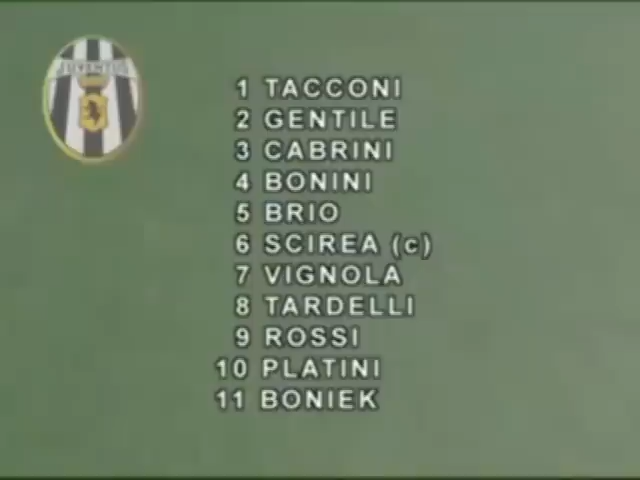 JUVENTUS
1 TACCONI
2 GENTILE
3 CABRINI
4 BONINI
5 BRIO
6 SCIREA (c)
7 VIGNOLA
8 TARDELLI
9 ROSSI
10 PLATINI
11 BONIEK